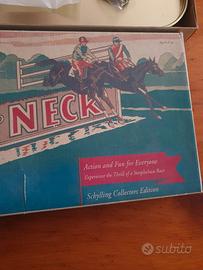 NECK
Action and Fun for Everyone
Experience the Thrill of a Steeplechase Race
Schylling Collectors Edition
subito